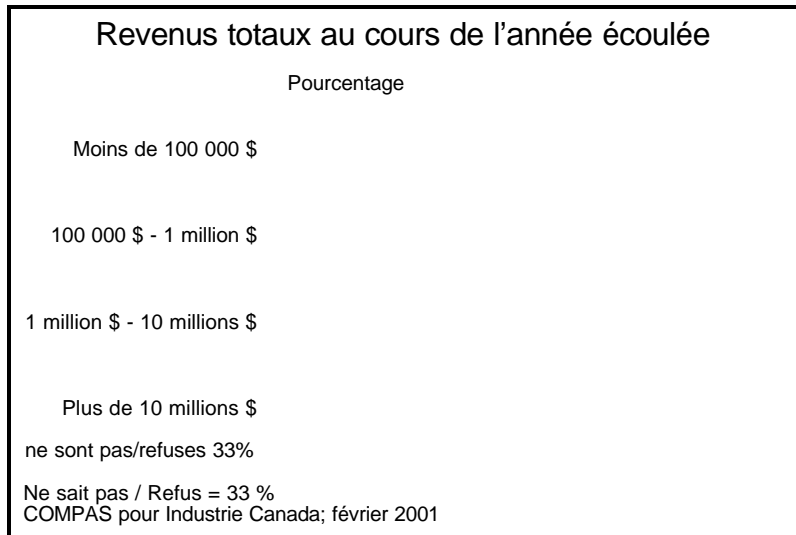 Revenus totaux au cours de l'année écoulée
Pourcentage
Moins de 100 000 $
100 000 $ - 1 million $
1 million $ - 10 millions $
Plus de 10 millions $
ne sont pas/refuses 33%
Ne sait pas / Refus = 33 %
COMPAS pour Industrie Canada; février 2001